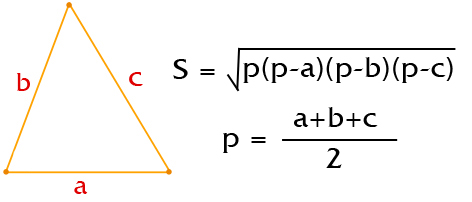 b
c
a
S = √p(p-a)(p-b)(p-c)
p = a+b+c
2